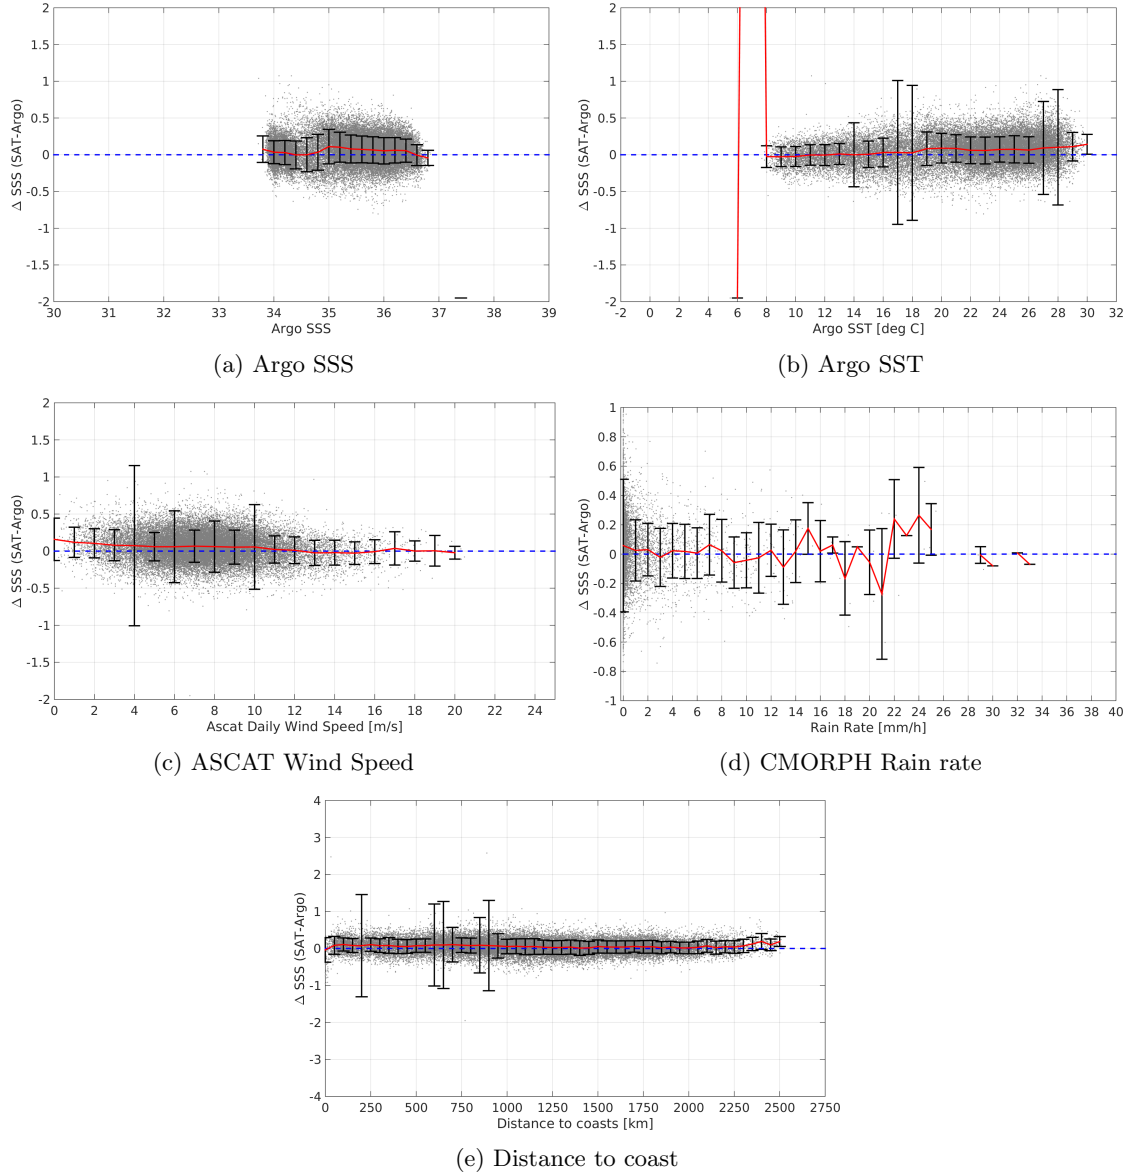 2
1.5
1
0.5
0
-0.5
-1
-1.5
-2
Δ SSS (SAT-Argo)
30 31 32 33 34 35 36 37 38 39
Argo SSS
(a) Argo SSS
2
1.5
1
0.5
0
-0.5
-1
-1.5
-2
Δ SSS (SAT-Argo)
-2 0 2 4 6 8 10 12 14 16 18 20 22 24 26 28 30 32
Argo SST [deg C]
(b) Argo SST
2
1.5
1
0.5
0
-0.5
-1
-1.5
-2
Δ SSS (SAT-Argo)
0 2 4 6 8 10 12 14 16 18 20 22 24
Ascat Daily Wind Speed [m/s]
(c) ASCAT Wind Speed
1
0.8
0.6
0.4
0.2
0
-0.2
-0.4
-0.6
-0.8
-1
Δ SSS (SAT-Argo)
0 2 4 6 8 10 12 14 16 18 20 22 24 26 28 30 32 34 36 38 40
Rain Rate [mm/h]
(d) CMORPH Rain rate
4
3
2
1
0
-1
-2
-3
-4
Δ SSS (SAT-Argo)
0 250 500 750 1000 1250 1500 1750 2000 2250 2500 2750
Distance to coasts [km]
(e) Distance to coast